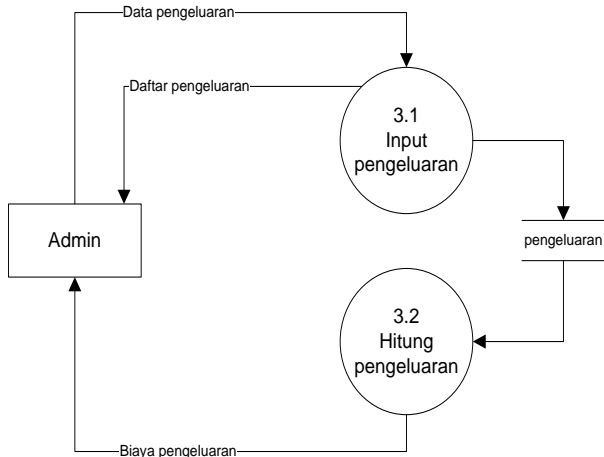 Data pengeluaran
Daftar pengeluaran
3.1
Input
pengeluaran
Admin
pengeluaran
3.2
Hitung
pengeluaran
Biaya pengeluaran